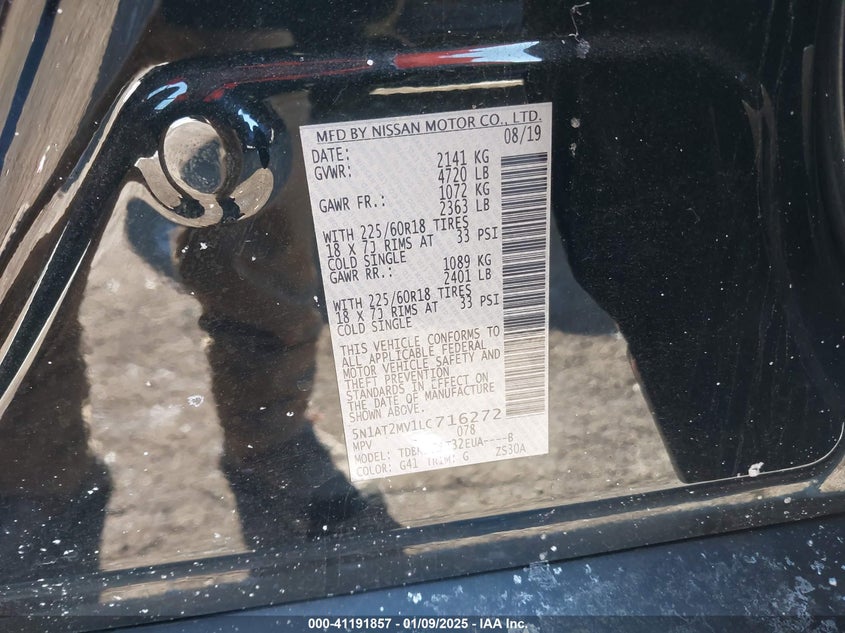 MFD BY NISSAN MOTOR CO., LTD.
DATE: 08/19
GVWR: 2141 KG
4720 LB
GAWR FR.: 1072 KG
2363 LB
WITH 225/60R18 TIRES
18 X 7J RIMS AT 33 PSI
COLD SINGLE
GAWR RR.: 1089 KG
2401 LB
WITH 225/60R18 TIRES
18 X 7J RIMS AT 33 PSI
COLD SINGLE
THIS VEHICLE CONFORMS TO
ALL APPLICABLE FEDERAL
MOTOR VEHICLE SAFETY AND
THEFT PREVENTION
STANDARDS IN EFFECT ON
THE DATE OF MANUFACTURE
SHOWN ABOVE.
5N1AT2MV1LC716272
MPV 078
MODEL:
COLOR: G41 TRIM: G ZS30A
000-41191857 - 01/09/2025 - IAA Inc.